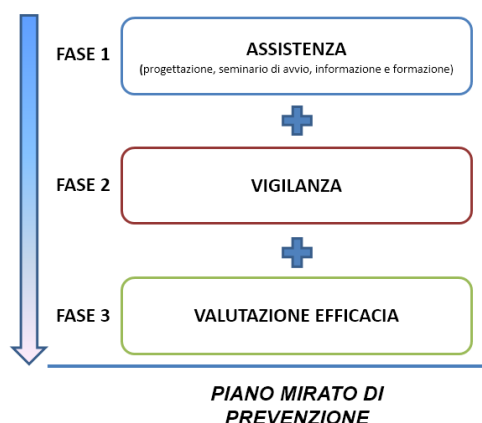 FASE 1
ASSISTENZA
(progettazione, seminario di avvio, informazione e formazione)
FASE 2
VIGILANZA
FASE 3
VALUTAZIONE EFFICACIA
PIANO MIRATO DI
PREVENZIONE